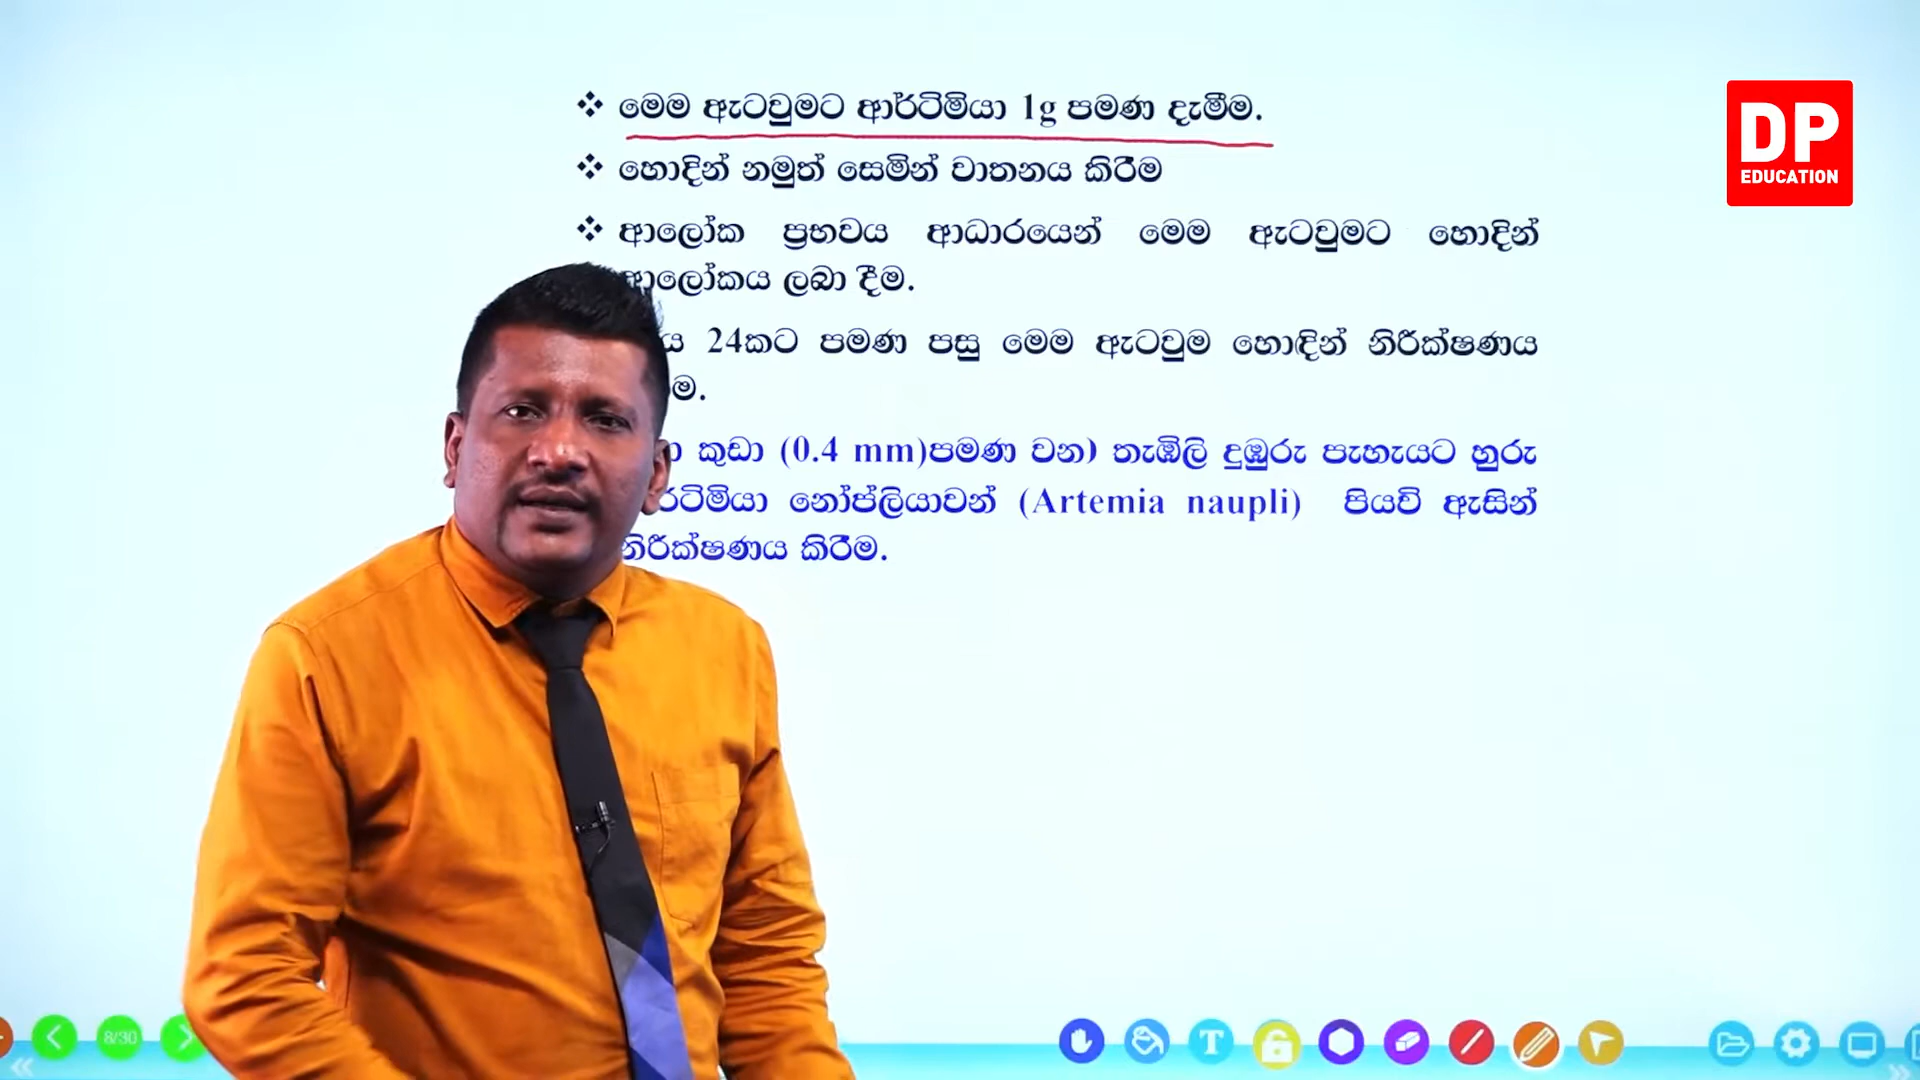 ❖ මෙම ඇටවුමට ආර්ටිමියා 1g පමණ දැමීම.
❖ හොදින් නමුත් සෙමින් වාතනය කිරීම
❖ ආලෝක ප්‍රභවය ආධාරයෙන් මෙම ඇටවුමට හොදින්
ආලෝකය ලබා දීම.
24කට පමණ පසු මෙම ඇටවුම හොඳින් නිරීක්ෂණය
කුඩා (0.4 mm)පමණ වන) තැඹිලි දුඹුරු පැහැයට හුරු
නෝප්ලියාවන් (Artemia naupli) පියවි ඇසින්
නිරීක්ෂණය කිරීම.
DP
EDUCATION
8/30
T